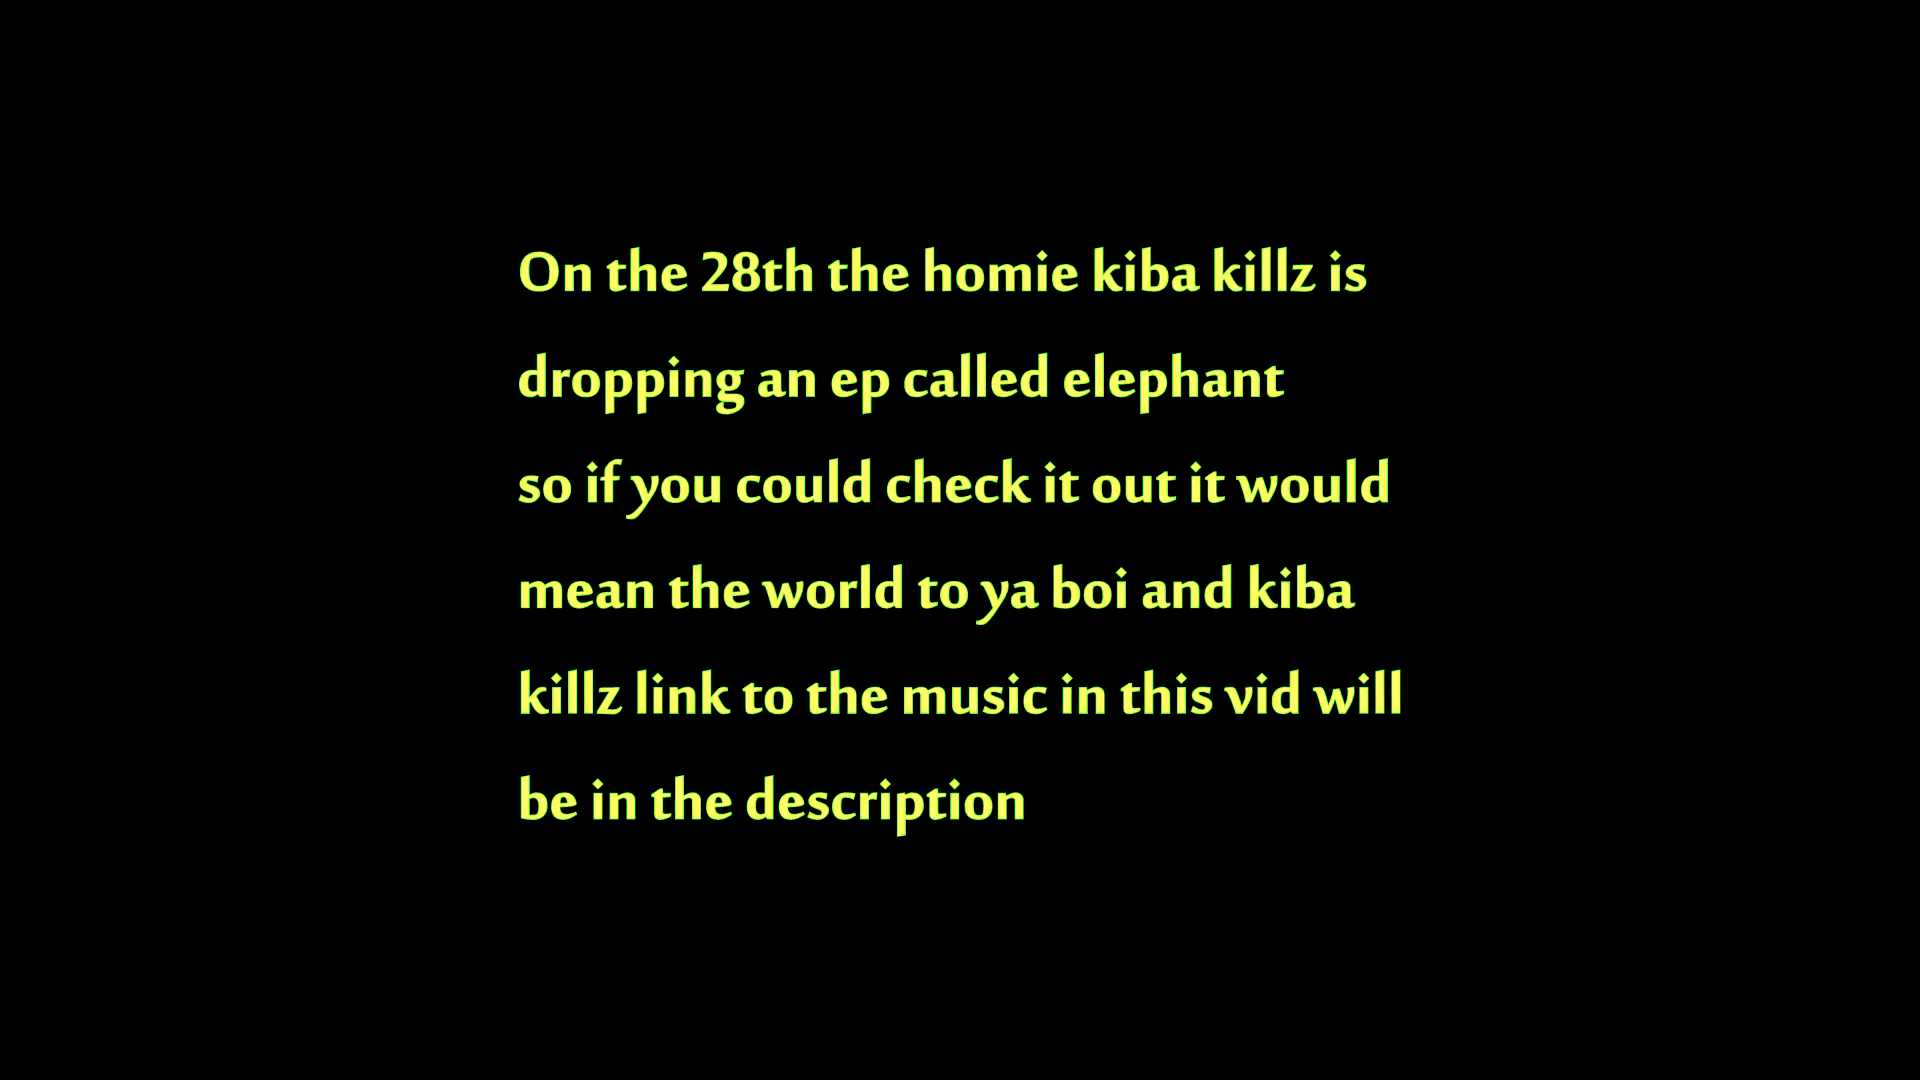 On the 28th the homie kiba killz is
dropping an ep called elephant
so if you could check it out it would
mean the world to ya boi and kiba
killz link to the music in this vid will
be in the description